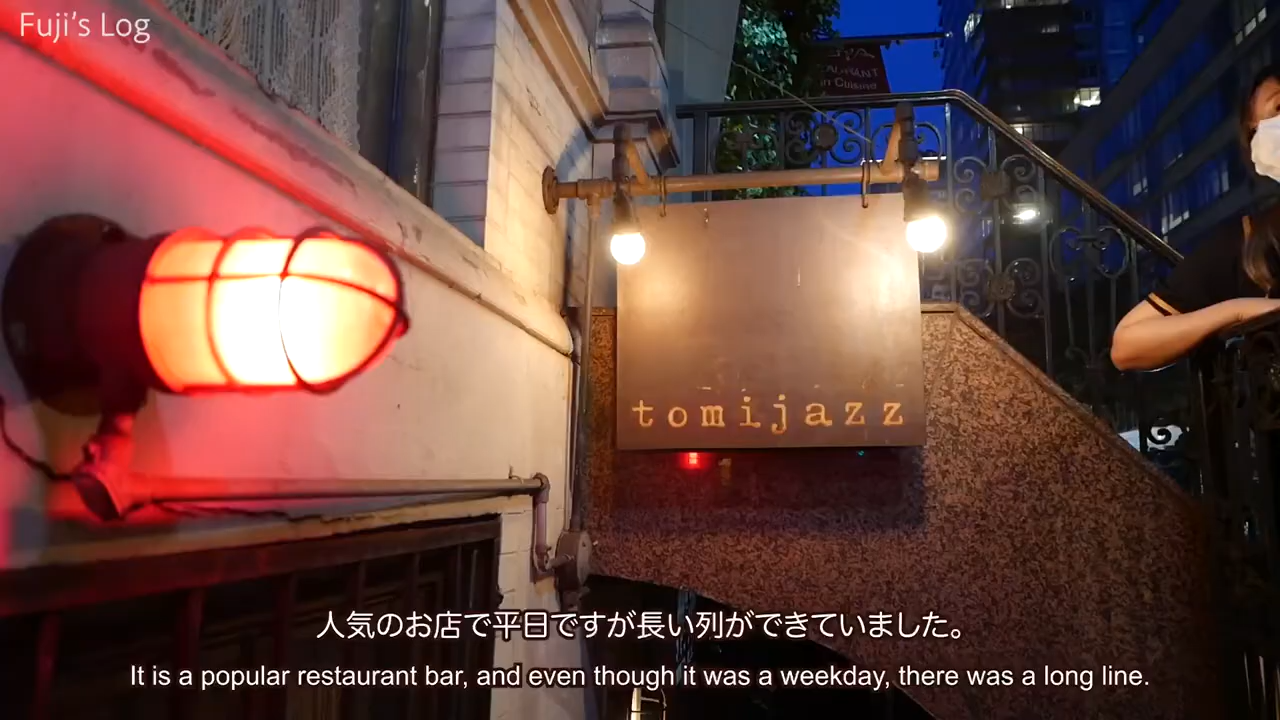 Fuji's Log
RESTAURANT
tomijazz
人気のお店で平日ですが長い列ができていました。
It is a popular restaurant bar, and even though it was a weekday, there was a long line.